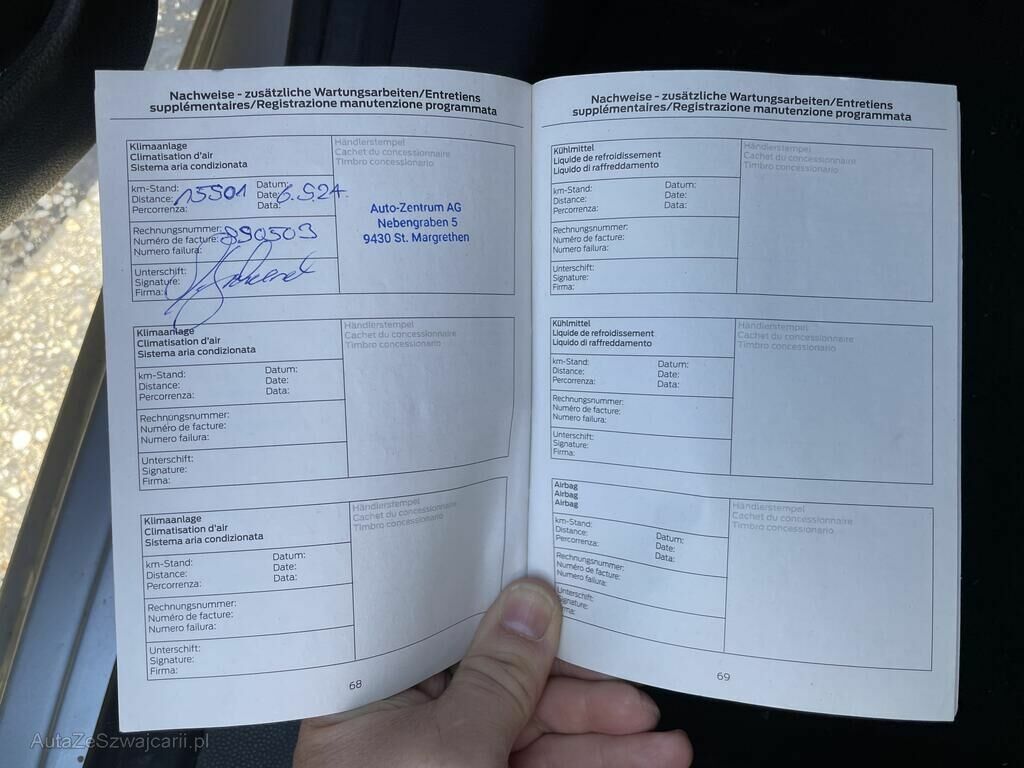 Nachweise - zusätzliche Wartungsarbeiten/Entretiens
supplémentaires/Registrazione manutenzione programmata
Klimaanlage
Climatisation d'air
Sistema aria condizionata
Händlerstempel
Cachet du concessionnaire
Timbro concessionario
km-Stand:
Distance: 15501
Percorrenza:
Datum:
Date: 6.5.24.
Data:
Auto-Zentrum AG
Nebengraben 5
9430 St. Margrethen
Rechnungsnummer:
Numéro de facture: 890509
Numero failura:
Unterschift:
Signature:
Firma:
Klimaanlage
Climatisation d'air
Sistema aria condizionata
Händlerstempel
Cachet du concessionnaire
Timbro concessionario
km-Stand:
Distance:
Percorrenza:
Datum:
Date:
Data:
Rechnungsnummer:
Numéro de facture:
Numero failura:
Unterschift:
Signature:
Firma:
Klimaanlage
Climatisation d'air
Sistema aria condizionata
Händlerstempel
Cachet du concessionnaire
Timbro concessionario
km-Stand:
Distance:
Percorrenza:
Datum:
Date:
Data:
Rechnungsnummer:
Numéro de facture:
Numero failura:
Unterschift:
Signature:
Firma:
68
Nachweise - zusätzliche Wartungsarbeiten/Entretiens
supplémentaires/Registrazione manutenzione programmata
Kühlmittel
Liquide de refroidissement
Liquido di raffreddamento
Händlerstempel
Cachet du concessionnaire
Timbro concessionario
km-Stand:
Distance:
Percorrenza:
Datum:
Date:
Data:
Rechnungsnummer:
Numéro de facture:
Numero failura:
Unterschift:
Signature:
Firma:
Kühlmittel
Liquide de refroidissement
Liquido di raffreddamento
Händlerstempel
Cachet du concessionnaire
Timbro concessionario
km-Stand:
Distance:
Percorrenza:
Datum:
Date:
Data:
Rechnungsnummer:
Numéro de facture:
Numero failura:
Unterschift:
Signature:
Firma:
Airbag
Airbag
Airbag
Händlerstempel
Cachet du concessionnaire
Timbro concessionario
km-Stand:
Distance:
Percorrenza:
Datum:
Date:
Data:
Rechnungsnummer:
Numéro de facture:
Numero failura:
Unterschift:
69
AutaZeSzwajcarii.pl